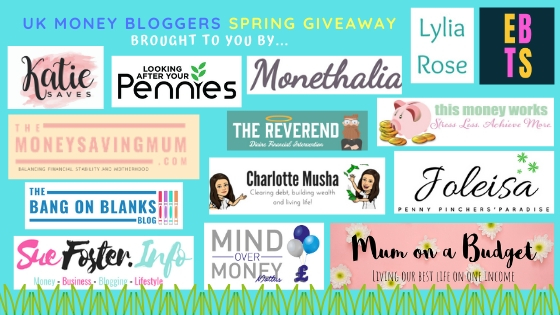 UK MONEY BLOGGERS SPRING GIVEAWAY
BROUGHT TO YOU BY...
Lylia
Rose
EB
TS
Katie
SAVES
LOOKING
AFTER YOUR
Pennies
Monethalia
THE
MONEYSAVINGMUM
.COM
BALANCING FINANCIAL STABILITY AND MOTHERHOOD
THE REVEREND
Divine Financial Intervention
this money works
Stress Less. Achieve More.
THE
BANG ON BLANKS
BLOG
Charlotte Musha
Clearing debt, building wealth
and living life!
Joleisa
PENNY PINCHERS' PARADISE
Sue Foster.Info
Money • Business • Blogging • Lifestyle
MIND
OVER
MONEY
Matters
£
Mum on a Budget
LIVING OUR BEST LIFE ON ONE INCOME